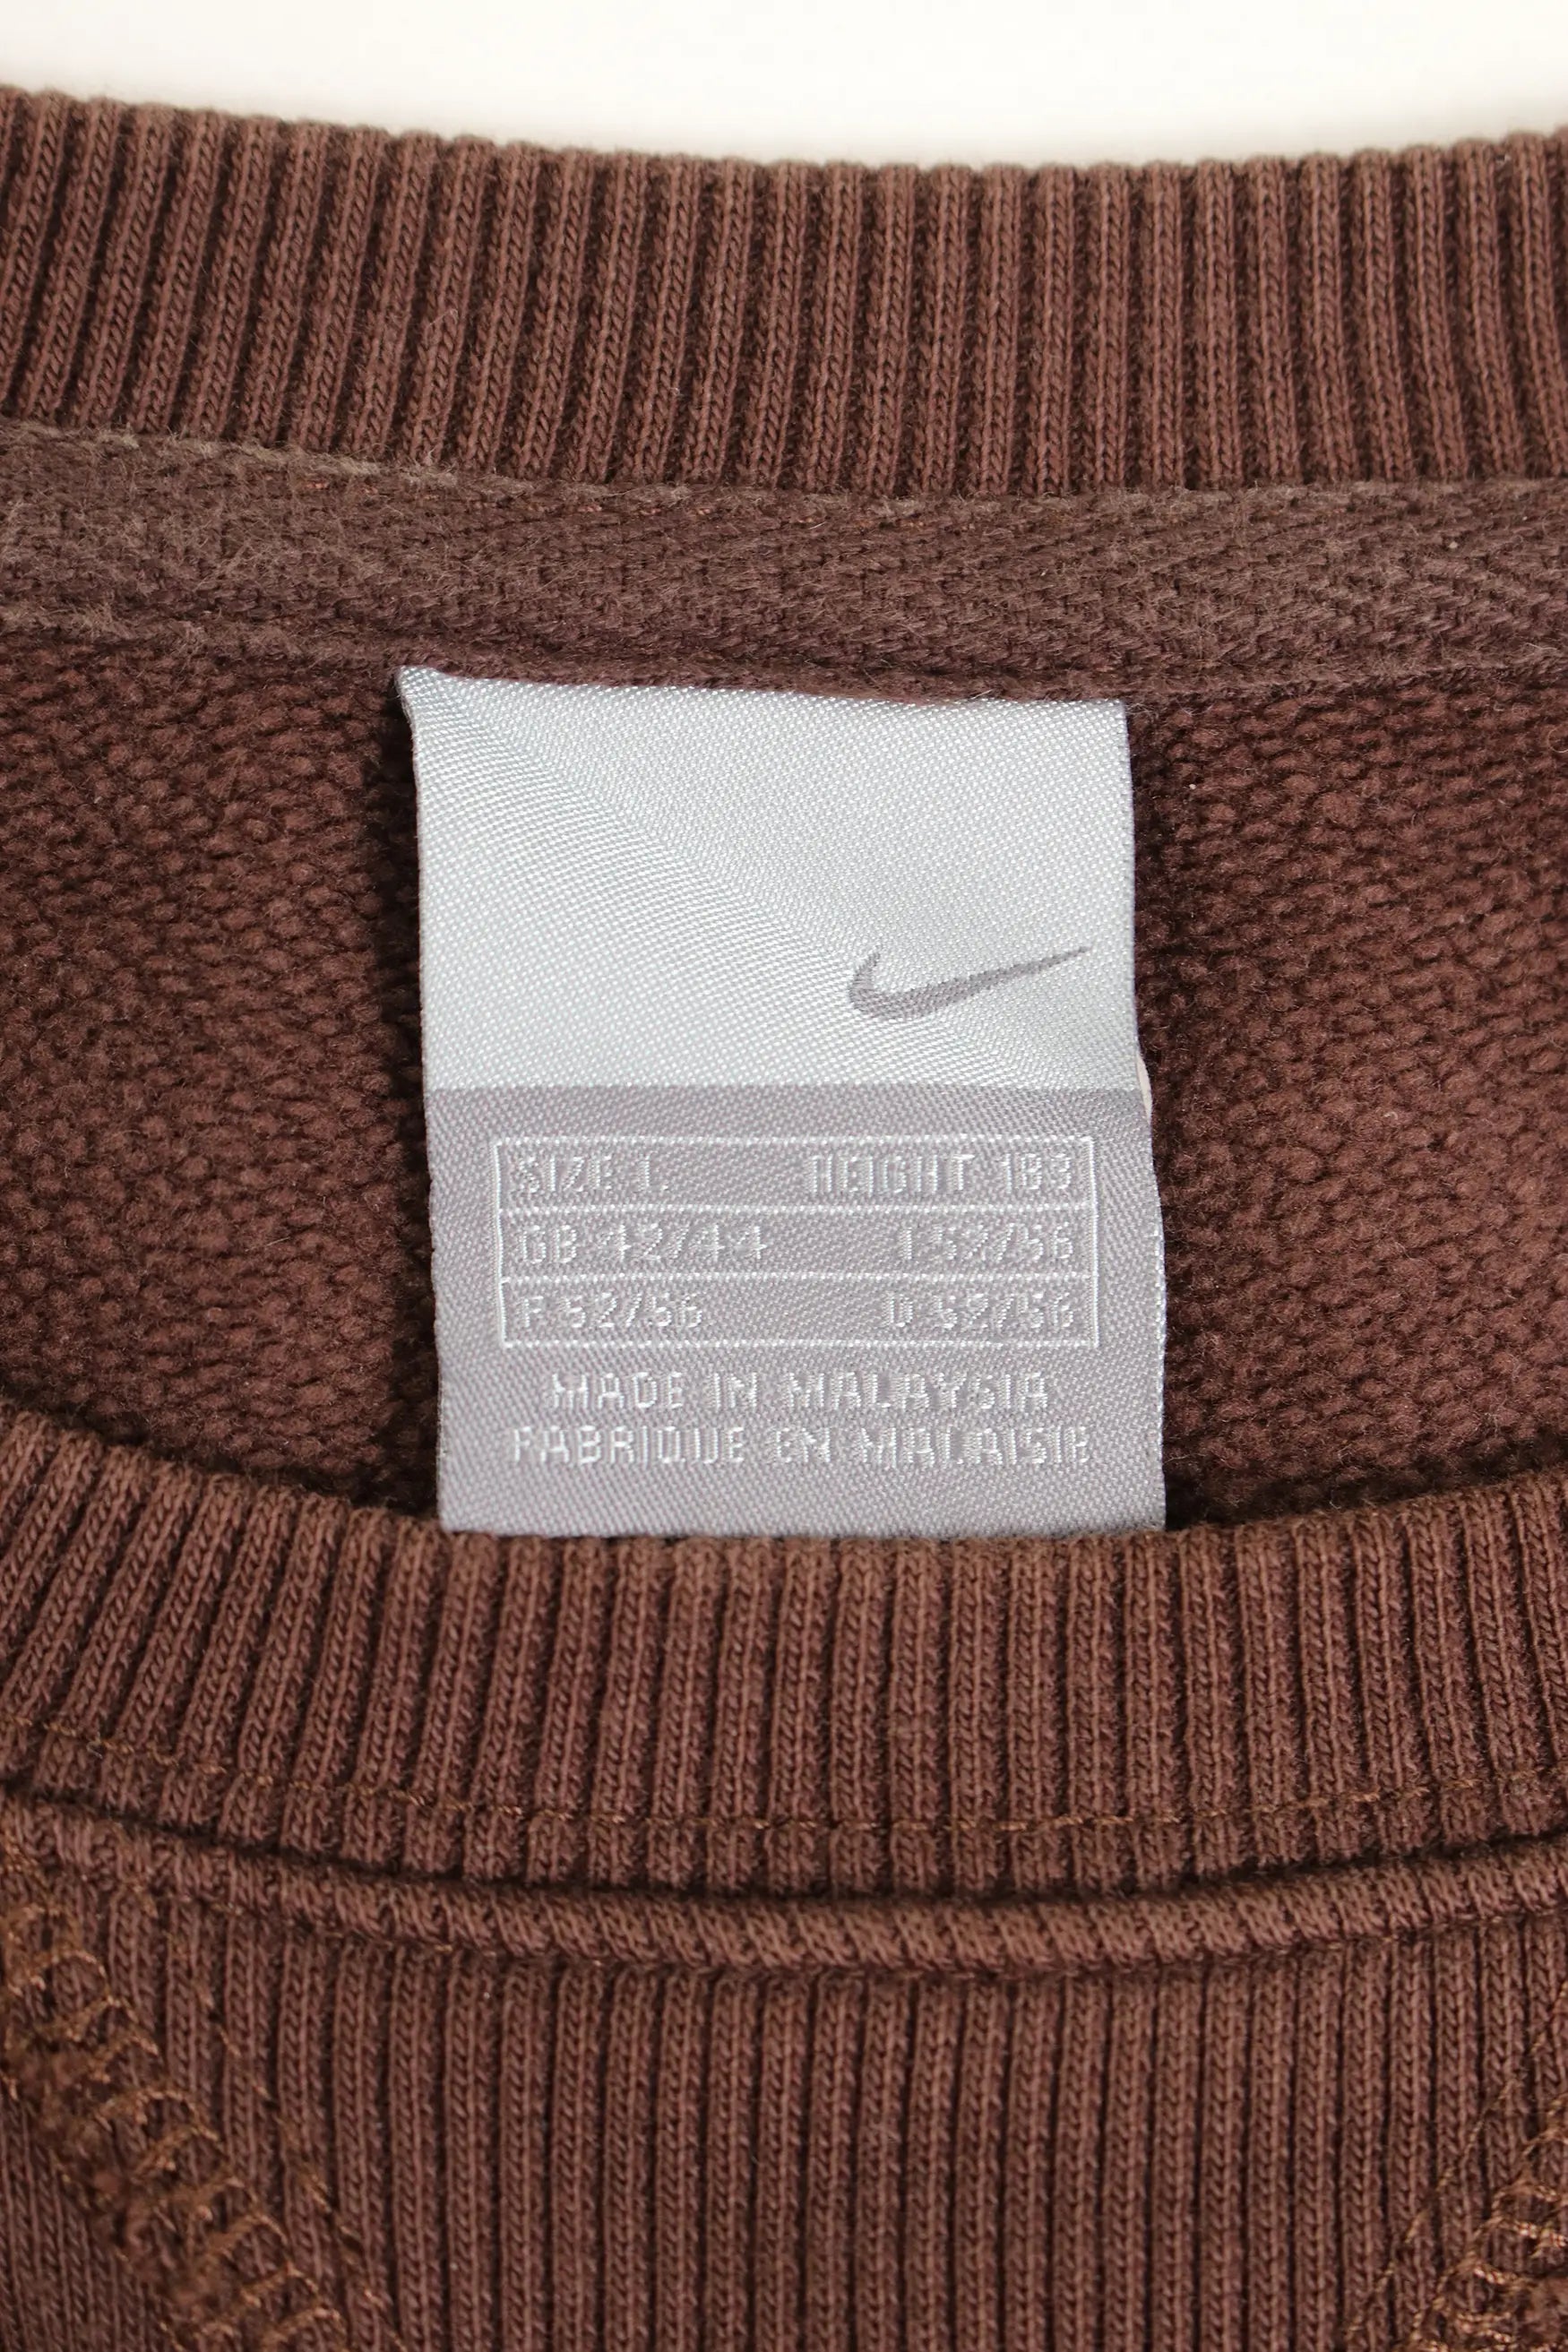 SIZE L HEIGHT 183
GB 42/44 I 52/56
F 52/56 D 52/56
MADE IN MALAYSIA
FABRIQUE EN MALAISIE